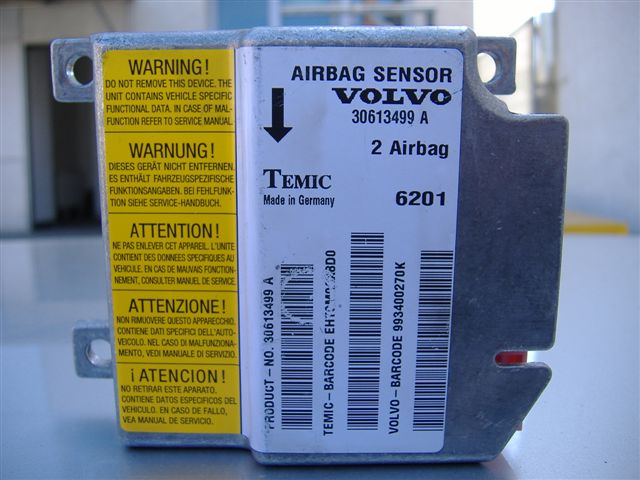 WARNING!
DO NOT REMOVE THIS DEVICE. THE
UNIT CONTAINS VEHICLE SPECIFIC
FUNCTIONAL DATA. IN CASE OF MAL-
FUNCTION REFER TO SERVICE MANUAL.
WARNUNG!
DIESES GERÄT NICHT ENTFERNEN.
ES ENTHÄLT FAHRZEUGSPEZIFISCHE
FUNKTIONSANGABEN. BEI FEHLFUNK-
TION SIEHE SERVICE-HANDBUCH.
ATTENTION!
NE PAS ENLEVER CET APPAREIL. L'UNITE
CONTIENT DES DONNEES SPECIFIQUES AU
VEHICULE. EN CAS DE MAUVAIS FONCTION-
NEMENT, CONSULTER MANUEL DE SERVICE.
ATTENZIONE!
NON RIMUOVERE QUESTO APPARECCHIO.
CONTIENE DATI SPECIFICI DELL'AUTO-
VEICOLO. NEL CASO DI MALFUNZIONA-
MENTO, VEDI MANUALE DI SERVIZIO.
¡ATENCION!
NO RETIRAR ESTE APARATO.
CONTIENE DATOS ESPECIFICOS DEL
VEHICULO. EN CASO DE FALLO,
VEA MANUAL DE SERVICIO.
AIRBAG SENSOR
VOLVO
30613499 A
2 Airbag
TEMIC
Made in Germany
6201
PRODUCT-NO. 30613499 A
TEMIC-BARCODE
VOLVO-BARCODE 993400270K